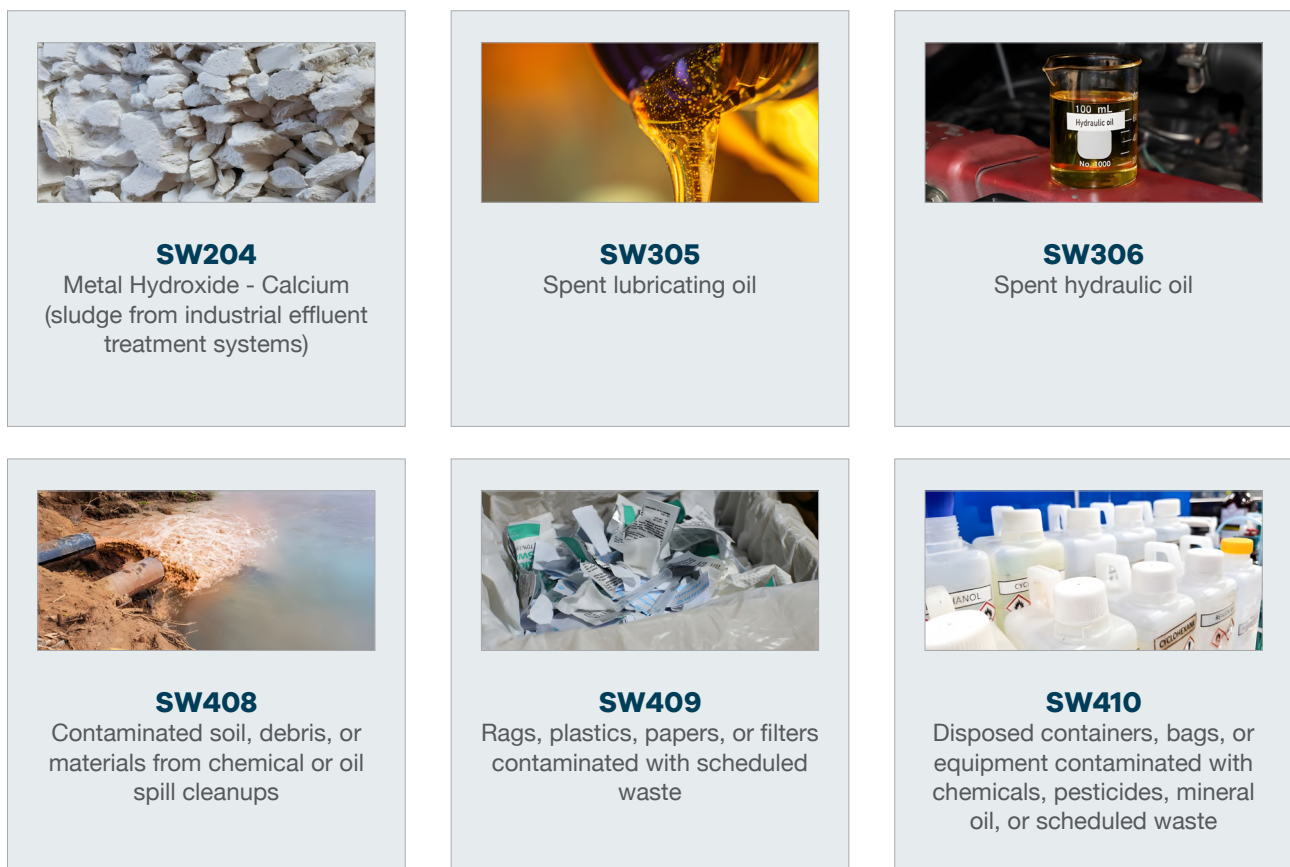 100 mL
Hydraulic oil
No. 1000
SW204
Metal Hydroxide - Calcium
(sludge from industrial effluent
treatment systems)
SW305
Spent lubricating oil
SW306
Spent hydraulic oil
CYCLOHEXANE
SW408
Contaminated soil, debris, or
materials from chemical or oil
spill cleanups
SW409
Rags, plastics, papers, or filters
contaminated with scheduled
waste
SW410
Disposed containers, bags, or
equipment contaminated with
chemicals, pesticides, mineral
oil, or scheduled waste